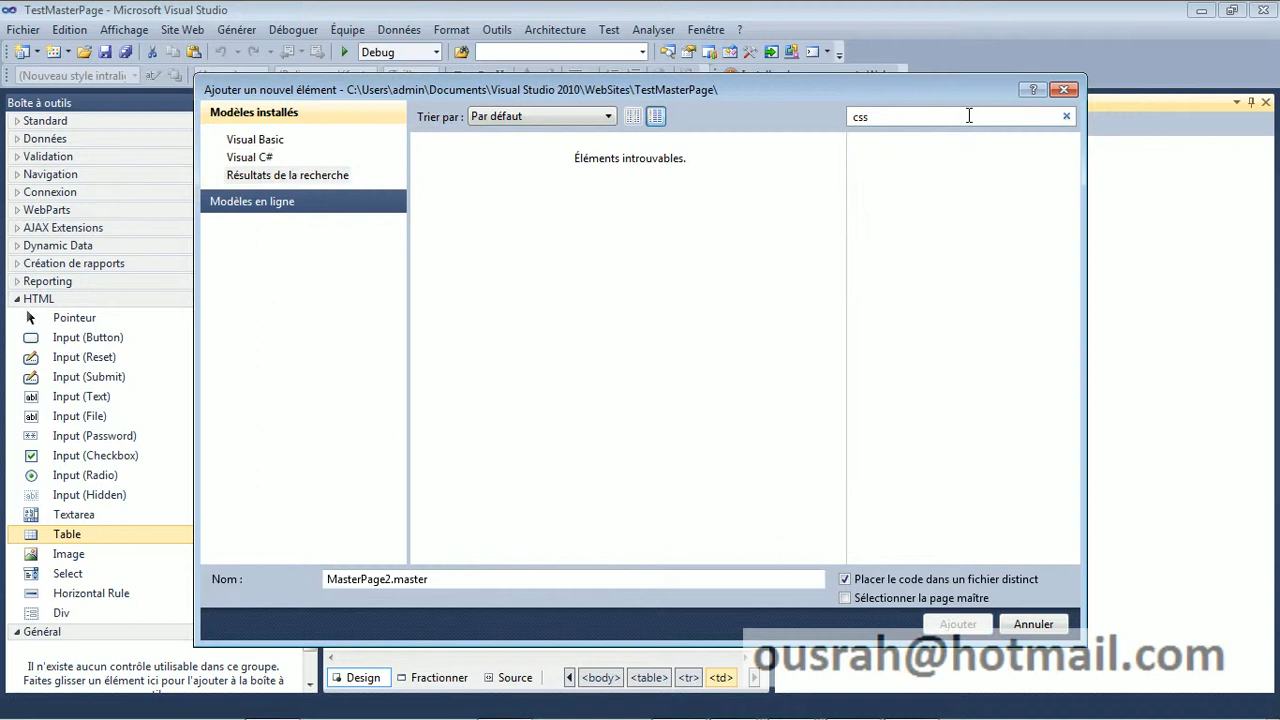 TestMasterPage - Microsoft Visual Studio
Fichier Edition Affichage Site Web Générer Déboguer Équipe Données Format Outils Architecture Test Analyser Fenêtre ?
Debug
(Nouveau style intralig
Boîte à outils
Standard
Données
Validation
Navigation
Connexion
WebParts
AJAX Extensions
Dynamic Data
Création de rapports
Reporting
HTML
Pointeur
Input (Button)
Input (Reset)
Input (Submit)
Input (Text)
Input (File)
Input (Password)
Input (Checkbox)
Input (Radio)
Input (Hidden)
Textarea
Table
Image
Select
Horizontal Rule
Div
Général
Il n'existe aucun contrôle utilisable dans ce groupe.
Faites glisser un élément ici pour l'ajouter à la boîte à
Ajouter un nouvel élément - C:\Users\admin\Documents\Visual Studio 2010\WebSites\TestMasterPage\
Modèles installés
Visual Basic
Visual C#
Résultats de la recherche
Modèles en ligne
Trier par : Par défaut
css
Éléments introuvables.
Nom : MasterPage2.master
Placer le code dans un fichier distinct
Sélectionner la page maître
Ajouter Annuler
ousrah@hotmail.com
Design Fractionner Source <body> <table> <tr> <td>